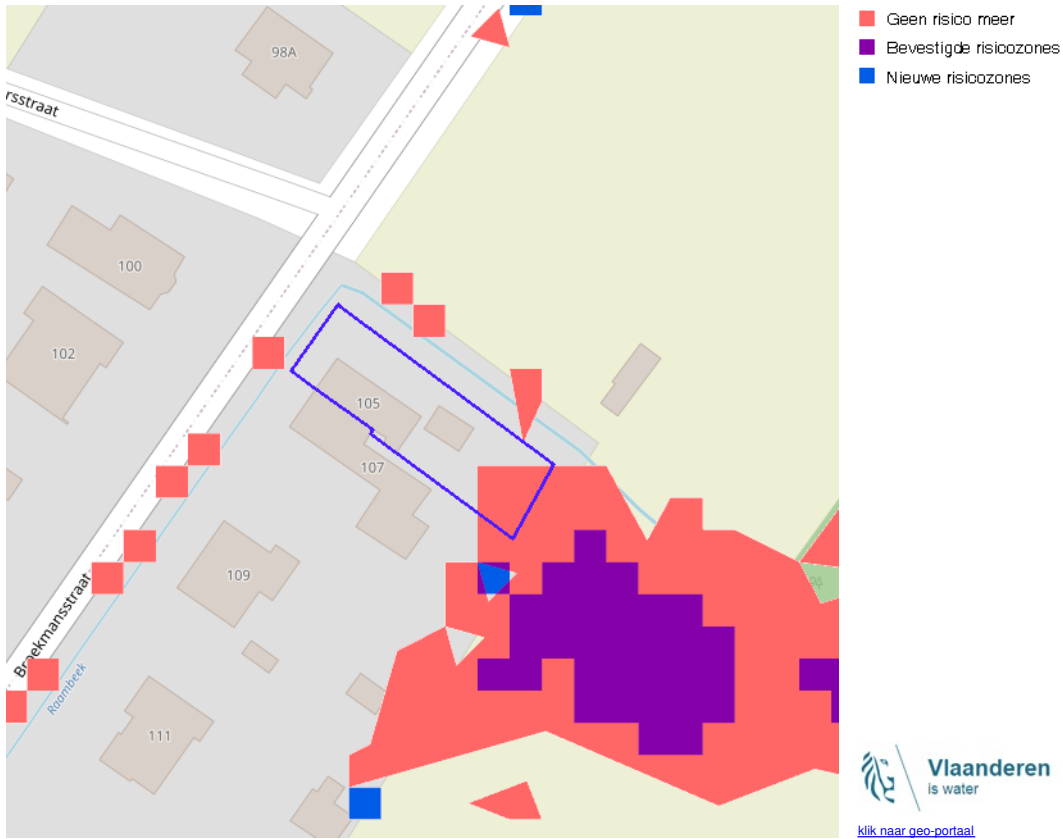 98A
Geen risico meer
Bevestigde risicozones
Nieuwe risicozones
rsstraat
100
102
105
107
109
111
Broekmansstraat
Raambeek
Vlaanderen
is water
klik naar geo-portaal